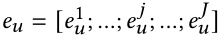 e_u = [e_u^1; ...; e_u^j; ...; e_u^J]